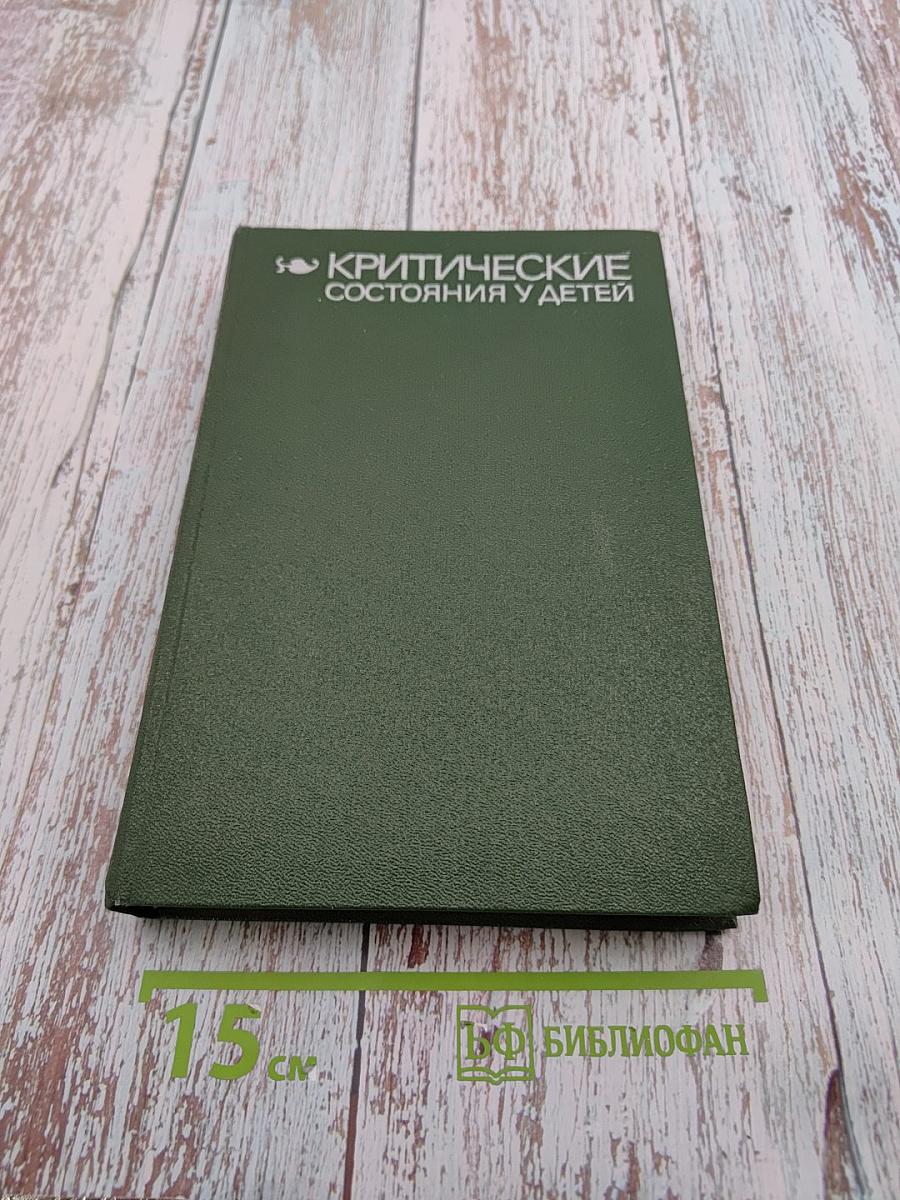 КРИТИЧЕСКИЕ
СОСТОЯНИЯ У ДЕТЕЙ
15 см
БФ БИБЛИОФАН